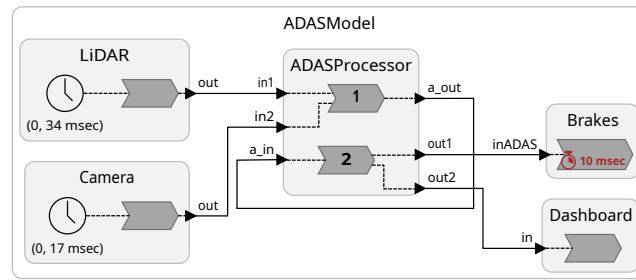 ADASModel
LiDAR
(0, 34 msec)
out
in1
in2
a_in
ADASProcessor
1
2
a_out
out1
out2
Camera
(0, 17 msec)
out
inADAS
Brakes
10 msec
in
Dashboard